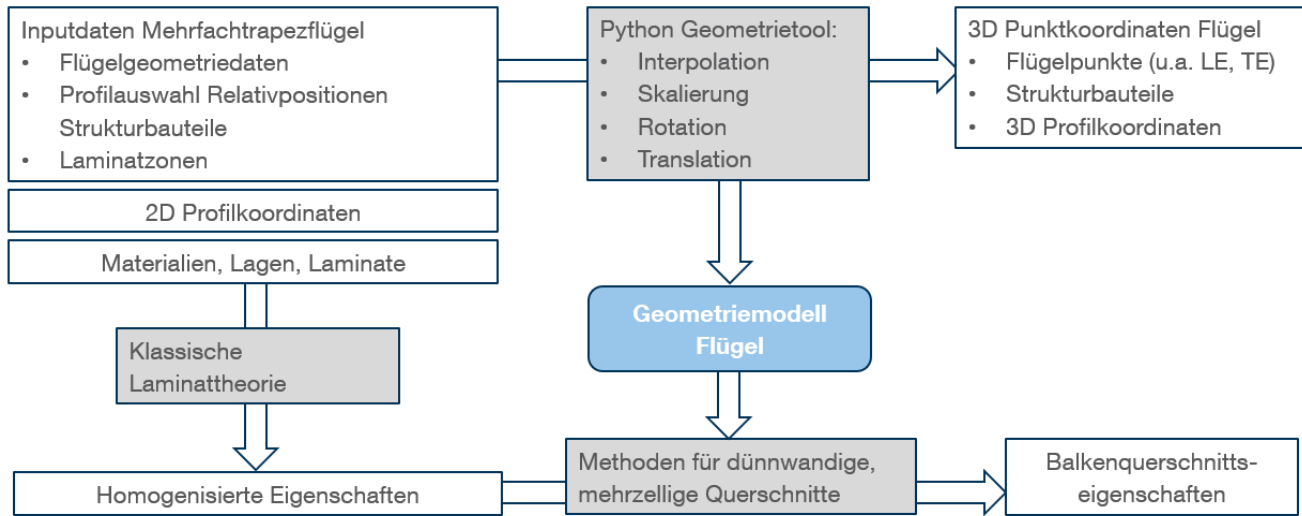 Inputdaten Mehrfachtrapezflügel
• Flügelgeometriedaten
• Profilauswahl Relativpositionen
Strukturbauteile
• Laminatzonen
2D Profilkoordinaten
Materialien, Lagen, Laminate
Python Geometrietool:
• Interpolation
• Skalierung
• Rotation
• Translation
3D Punktkoordinaten Flügel
• Flügelpunkte (u.a. LE, TE)
• Strukturbauteile
• 3D Profilkoordinaten
Geometriemodell
Flügel
Klassische
Laminattheorie
Homogenisierte Eigenschaften
Methoden für dünnwandige,
mehrzellige Querschnitte
Balkenquerschnitts-
eigenschaften